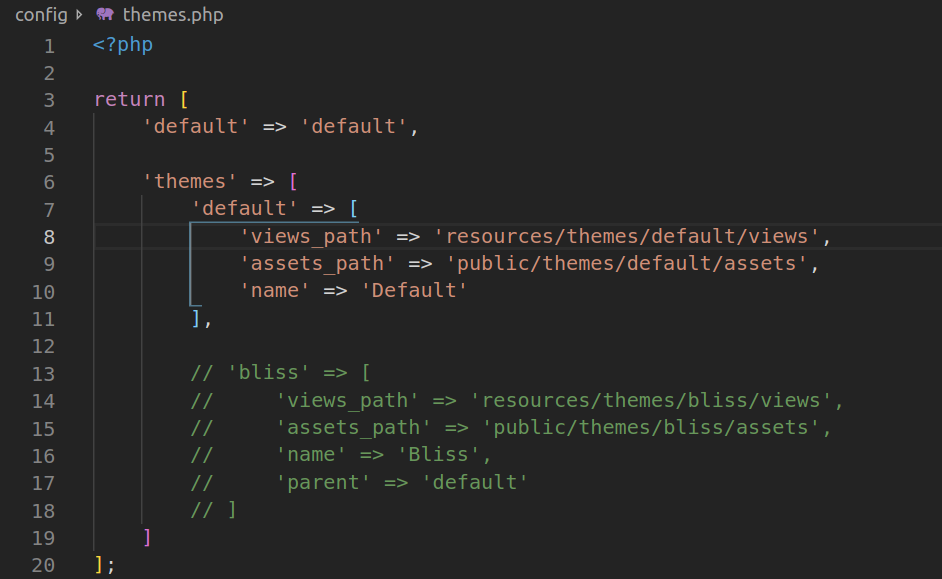 config themes.php
1 <?php
2
3 return [
4     'default' => 'default',
5
6     'themes' => [
7         'default' => [
8             'views_path' => 'resources/themes/default/views',
9             'assets_path' => 'public/themes/default/assets',
10             'name' => 'Default'
11         ],
12
13         // 'bliss' => [
14         //     'views_path' => 'resources/themes/bliss/views',
15         //     'assets_path' => 'public/themes/bliss/assets',
16         //     'name' => 'Bliss',
17         //     'parent' => 'default'
18         // ]
19     ]
20 ];